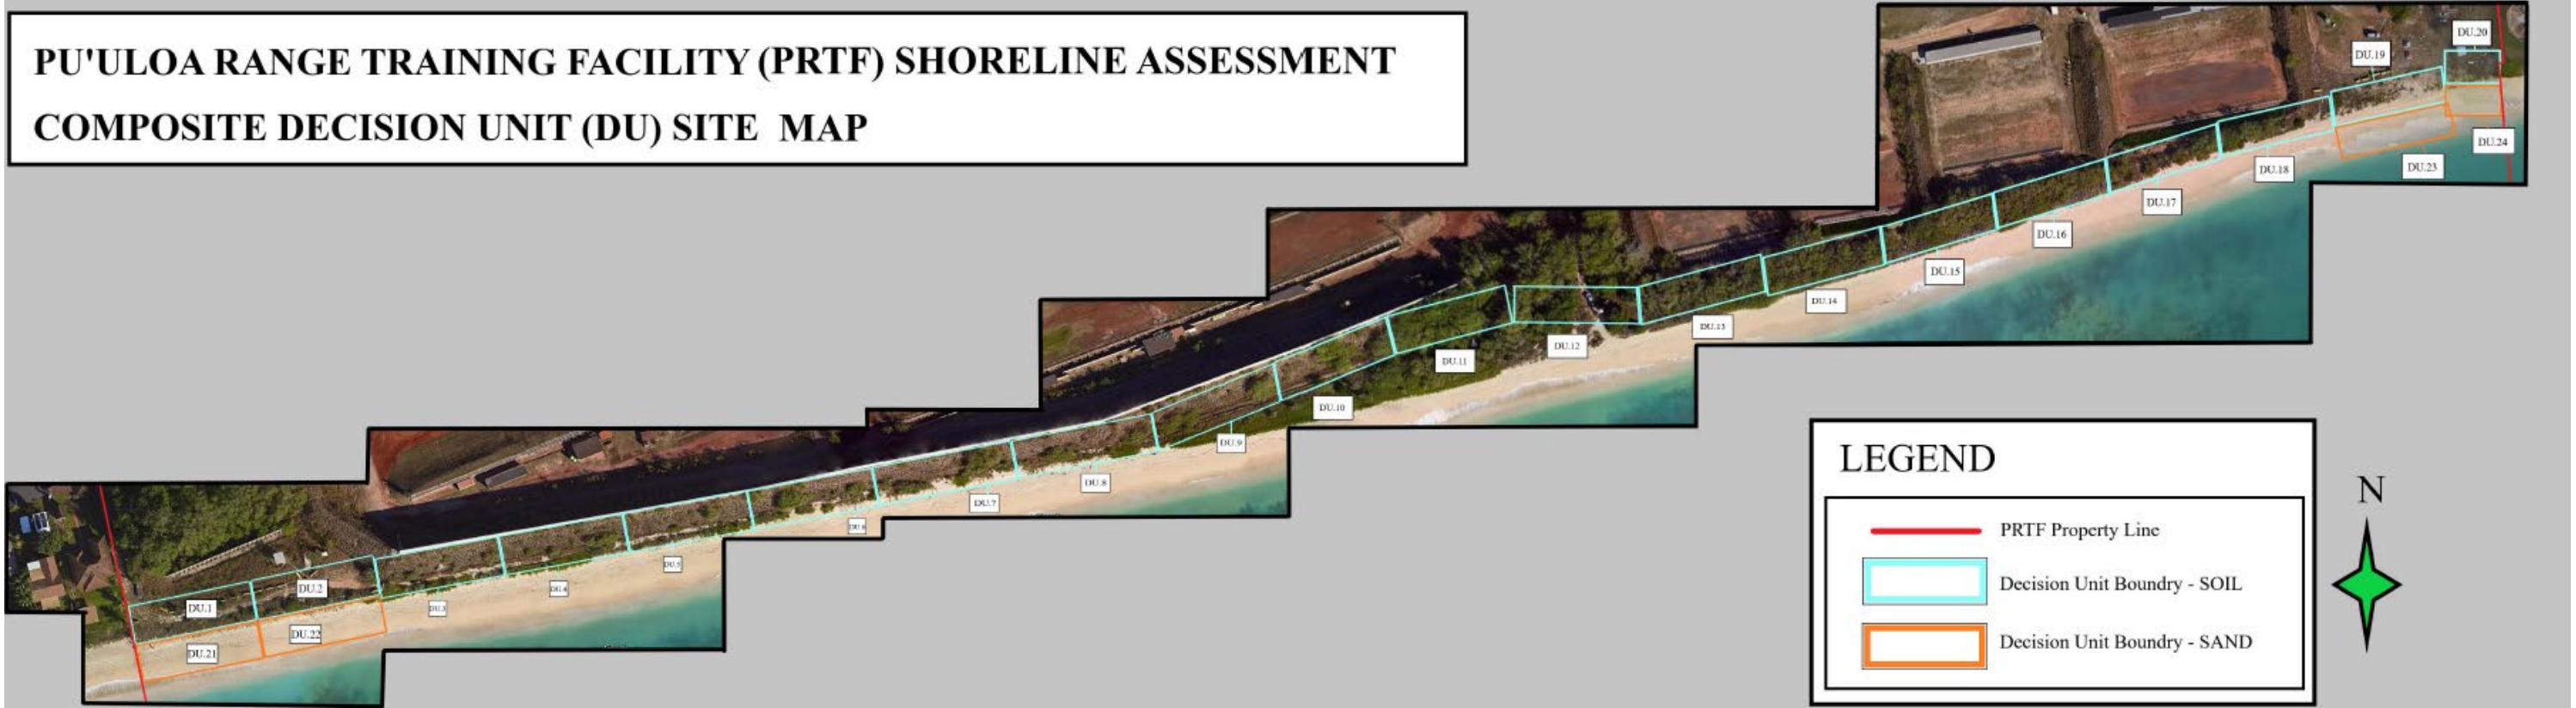 PU'ULOA RANGE TRAINING FACILITY (PRTF) SHORELINE ASSESSMENT
COMPOSITE DECISION UNIT (DU) SITE MAP
DU.20
DU.19
DU.24
DU.23
DU.18
DU.17
DU.16
DU.15
DU.14
DU.13
DU.12
DU.11
DU.10
DU.9
DU.8
DU.7
DU.6
DU.5
DU.4
DU.3
DU.2
DU.1
DU.22
DU.21
LEGEND
PRTF Property Line
Decision Unit Boundry - SOIL
Decision Unit Boundry - SAND
N